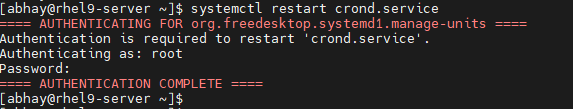 [abhay@rhel9-server ~]$ systemctl restart crond.service
==== AUTHENTICATING FOR org.freedesktop.systemd1.manage-units ====
Authentication is required to restart 'crond.service'.
Authenticating as: root
Password:
==== AUTHENTICATION COMPLETE ====
[abhay@rhel9-server ~]$